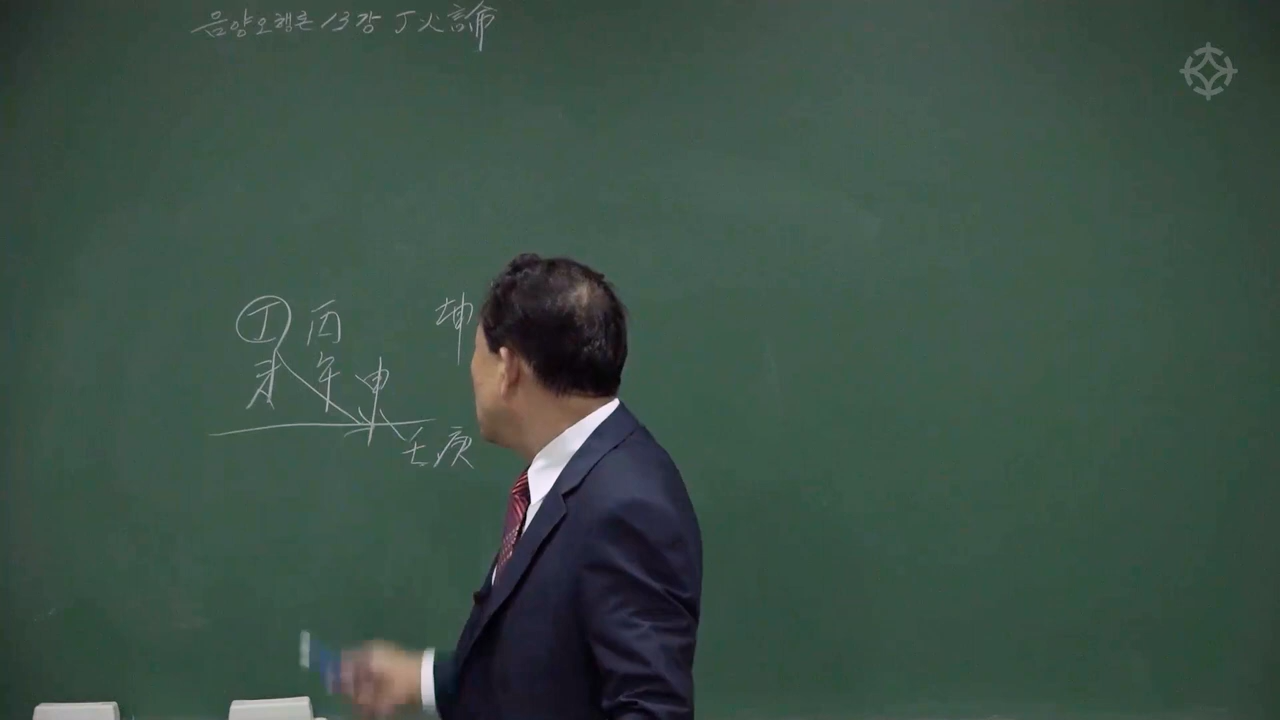 음양오행론 13강 丁火論
丁 丙 坤
未 午 申
壬 庚